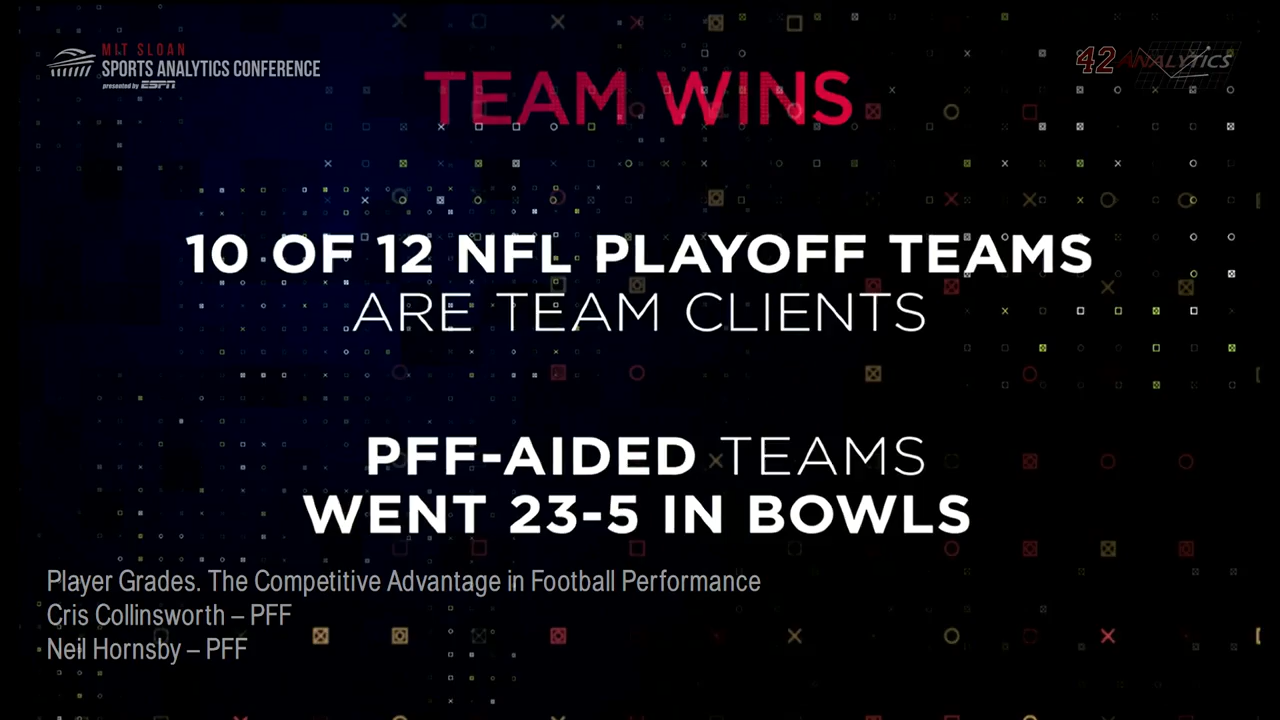 MIT SLOAN
SPORTS ANALYTICS CONFERENCE
presented by ESPN
42 ANALYTICS
TEAM WINS
10 OF 12 NFL PLAYOFF TEAMS
ARE TEAM CLIENTS
PFF-AIDED TEAMS
WENT 23-5 IN BOWLS
Player Grades. The Competitive Advantage in Football Performance
Cris Collinsworth – PFF
Neil Hornsby – PFF